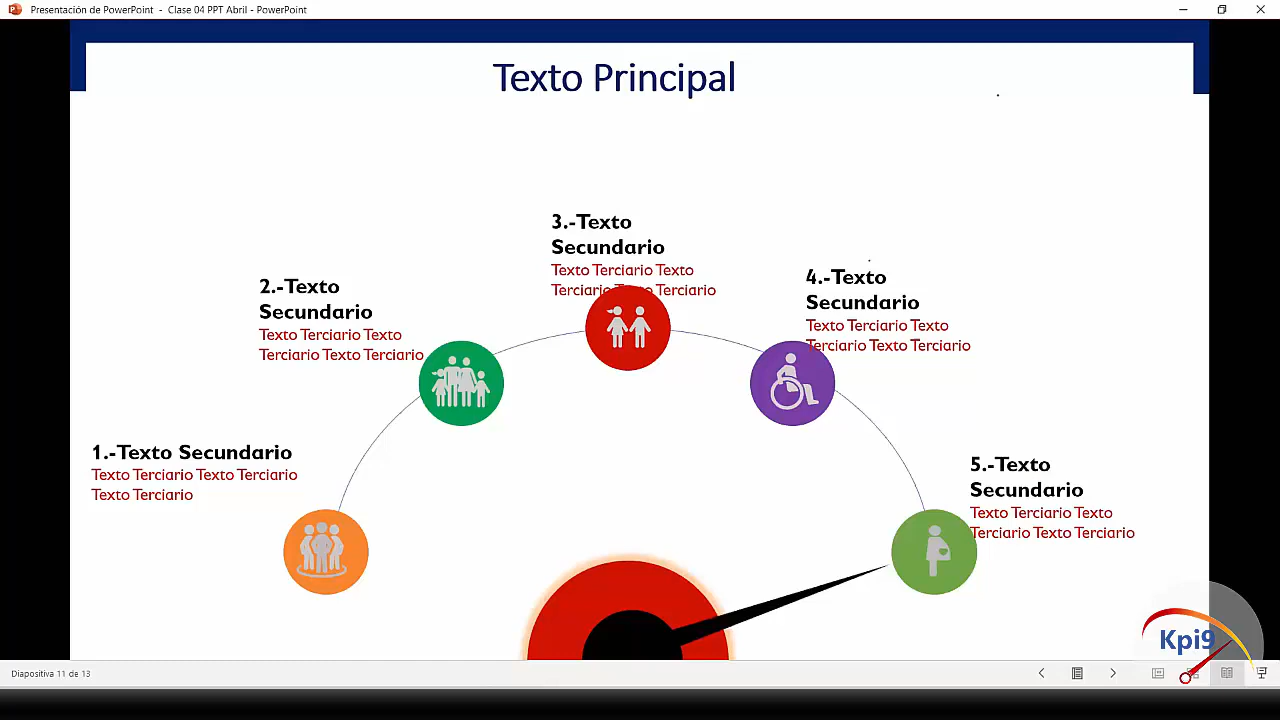 Presentación de PowerPoint - Clase 04 PPT Abril - PowerPoint
Texto Principal
3.-Texto
Secundario
Texto Terciario Texto
Terciario Texto Terciario
4.-Texto
Secundario
Texto Terciario Texto
Terciario Texto Terciario
2.-Texto
Secundario
Texto Terciario Texto
Terciario Texto Terciario
1.-Texto Secundario
Texto Terciario Texto Terciario
Texto Terciario
5.-Texto
Secundario
Texto Terciario Texto
Terciario Texto Terciario
Kpi9
Diapositiva 11 de 13